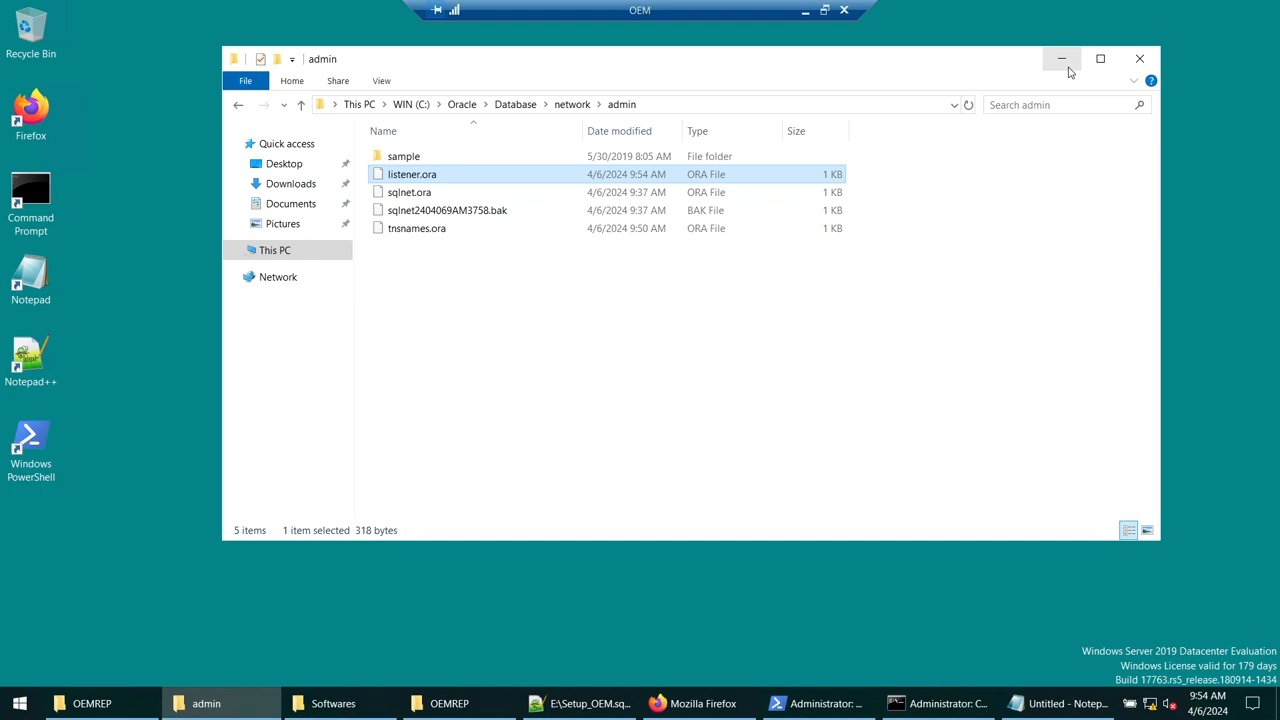 OEM
Recycle Bin
Firefox
Command
Prompt
Notepad
Notepad++
Windows
PowerShell
admin
File Home Share View
This PC WIN (C:) Oracle Database network admin
Search admin
Name Date modified Type Size
Quick access
Desktop
Downloads
Documents
Pictures
This PC
Network
sample 5/30/2019 8:05 AM File folder
listener.ora 4/6/2024 9:54 AM ORA File 1 KB
sqlnet.ora 4/6/2024 9:37 AM ORA File 1 KB
sqlnet2404069AM3758.bak 4/6/2024 9:37 AM BAK File 1 KB
tnsnames.ora 4/6/2024 9:50 AM ORA File 1 KB
5 items 1 item selected 318 bytes
Windows Server 2019 Datacenter Evaluation
Windows License valid for 179 days
Build 17763.rs5_release.180914-1434
OEMREP admin Softwares OEMREP E:\Setup_OEM.sq... Mozilla Firefox Administrator: ... Administrator: C... Untitled - Notep...
9:54 AM
4/6/2024